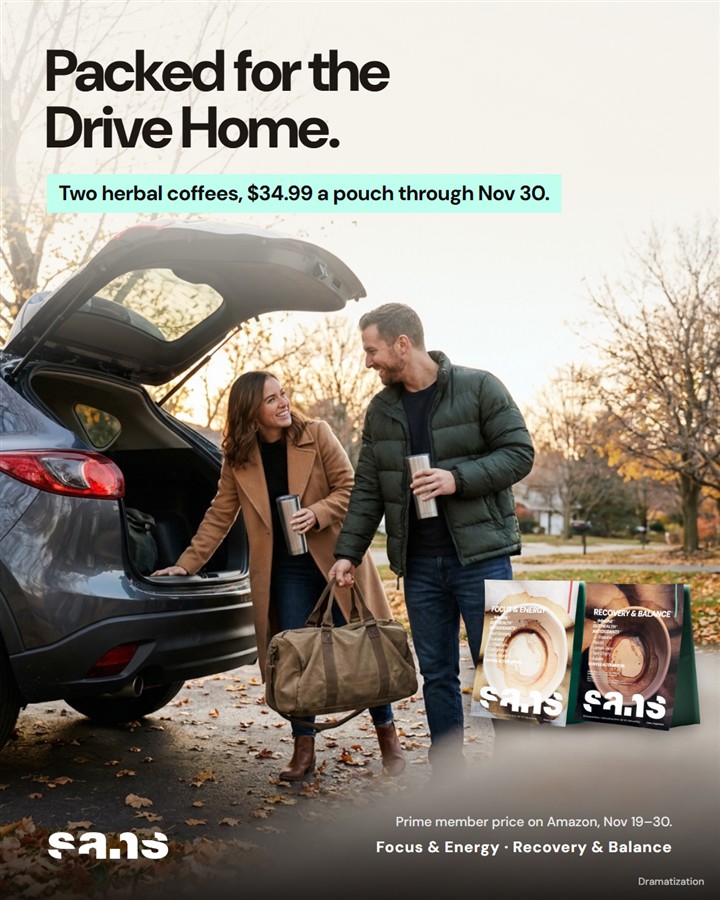 Packed for the
Drive Home.
Two herbal coffees, $34.99 a pouch through Nov 30.
FOCUS & ENERGY
RECOVERY & BALANCE
sans
sans
sans
Prime member price on Amazon, Nov 19–30.
Focus & Energy · Recovery & Balance
Dramatization